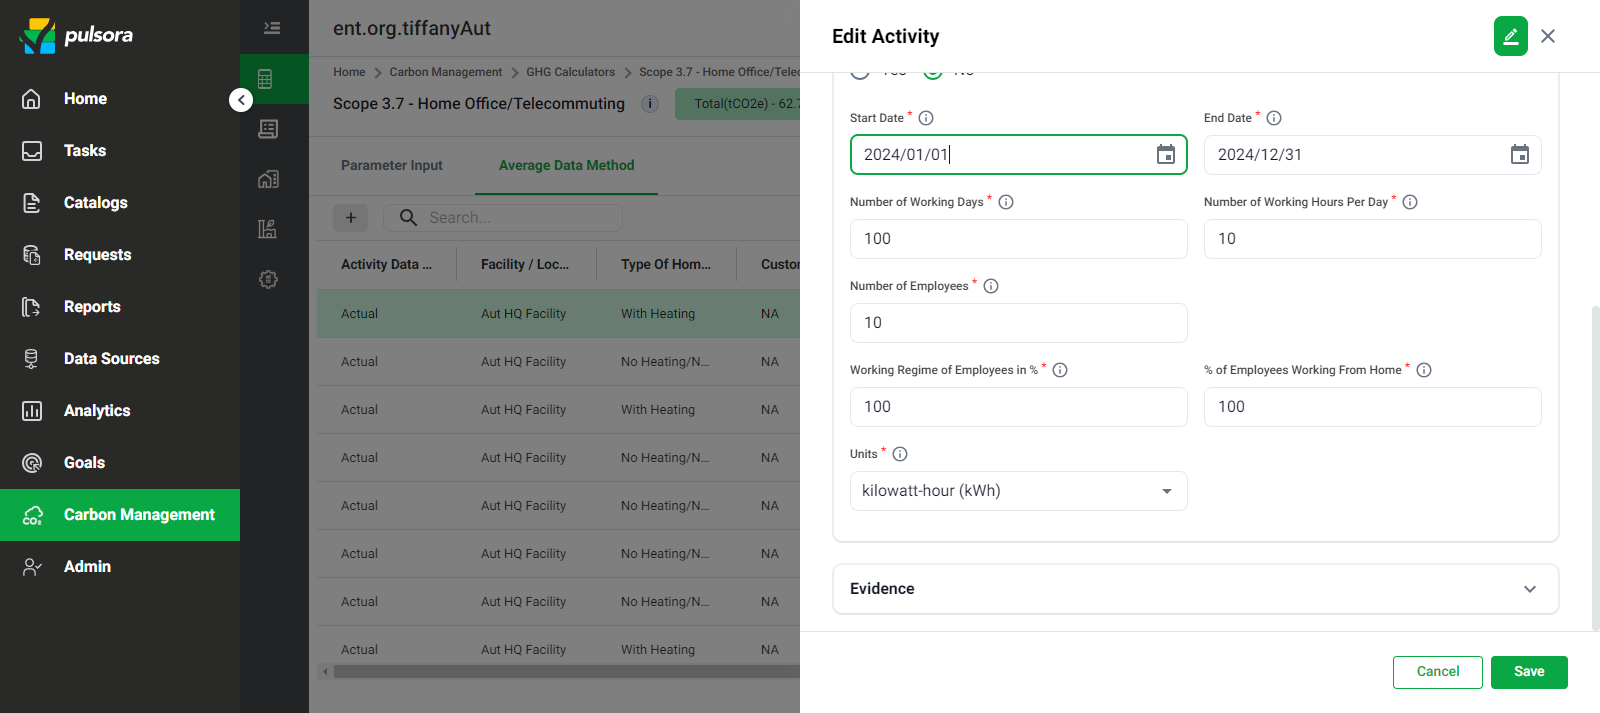 pulsora
Home
Tasks
Catalogs
Requests
Reports
Data Sources
Analytics
Goals
Carbon Management
Admin
ent.org.tiffanyAut
Home > Carbon Management > GHG Calculators > Scope 3.7 - Home Office/Telec
Scope 3.7 - Home Office/Telecommuting i Total(tCO2e) - 62.7
Parameter Input Average Data Method
+ Search...
Activity Data ... Facility / Loc... Type Of Hom... Custom
Actual Aut HQ Facility With Heating NA
Actual Aut HQ Facility No Heating/N... NA
Actual Aut HQ Facility With Heating NA
Actual Aut HQ Facility No Heating/N... NA
Actual Aut HQ Facility No Heating/N... NA
Actual Aut HQ Facility No Heating/N... NA
Actual Aut HQ Facility No Heating/N... NA
Actual Aut HQ Facility With Heating NA
Edit Activity
Yes No
Start Date * End Date *
2024/01/01 2024/12/31
Number of Working Days * Number of Working Hours Per Day *
100 10
Number of Employees *
10
Working Regime of Employees in % * % of Employees Working From Home *
100 100
Units *
kilowatt-hour (kWh)
Evidence
Cancel Save